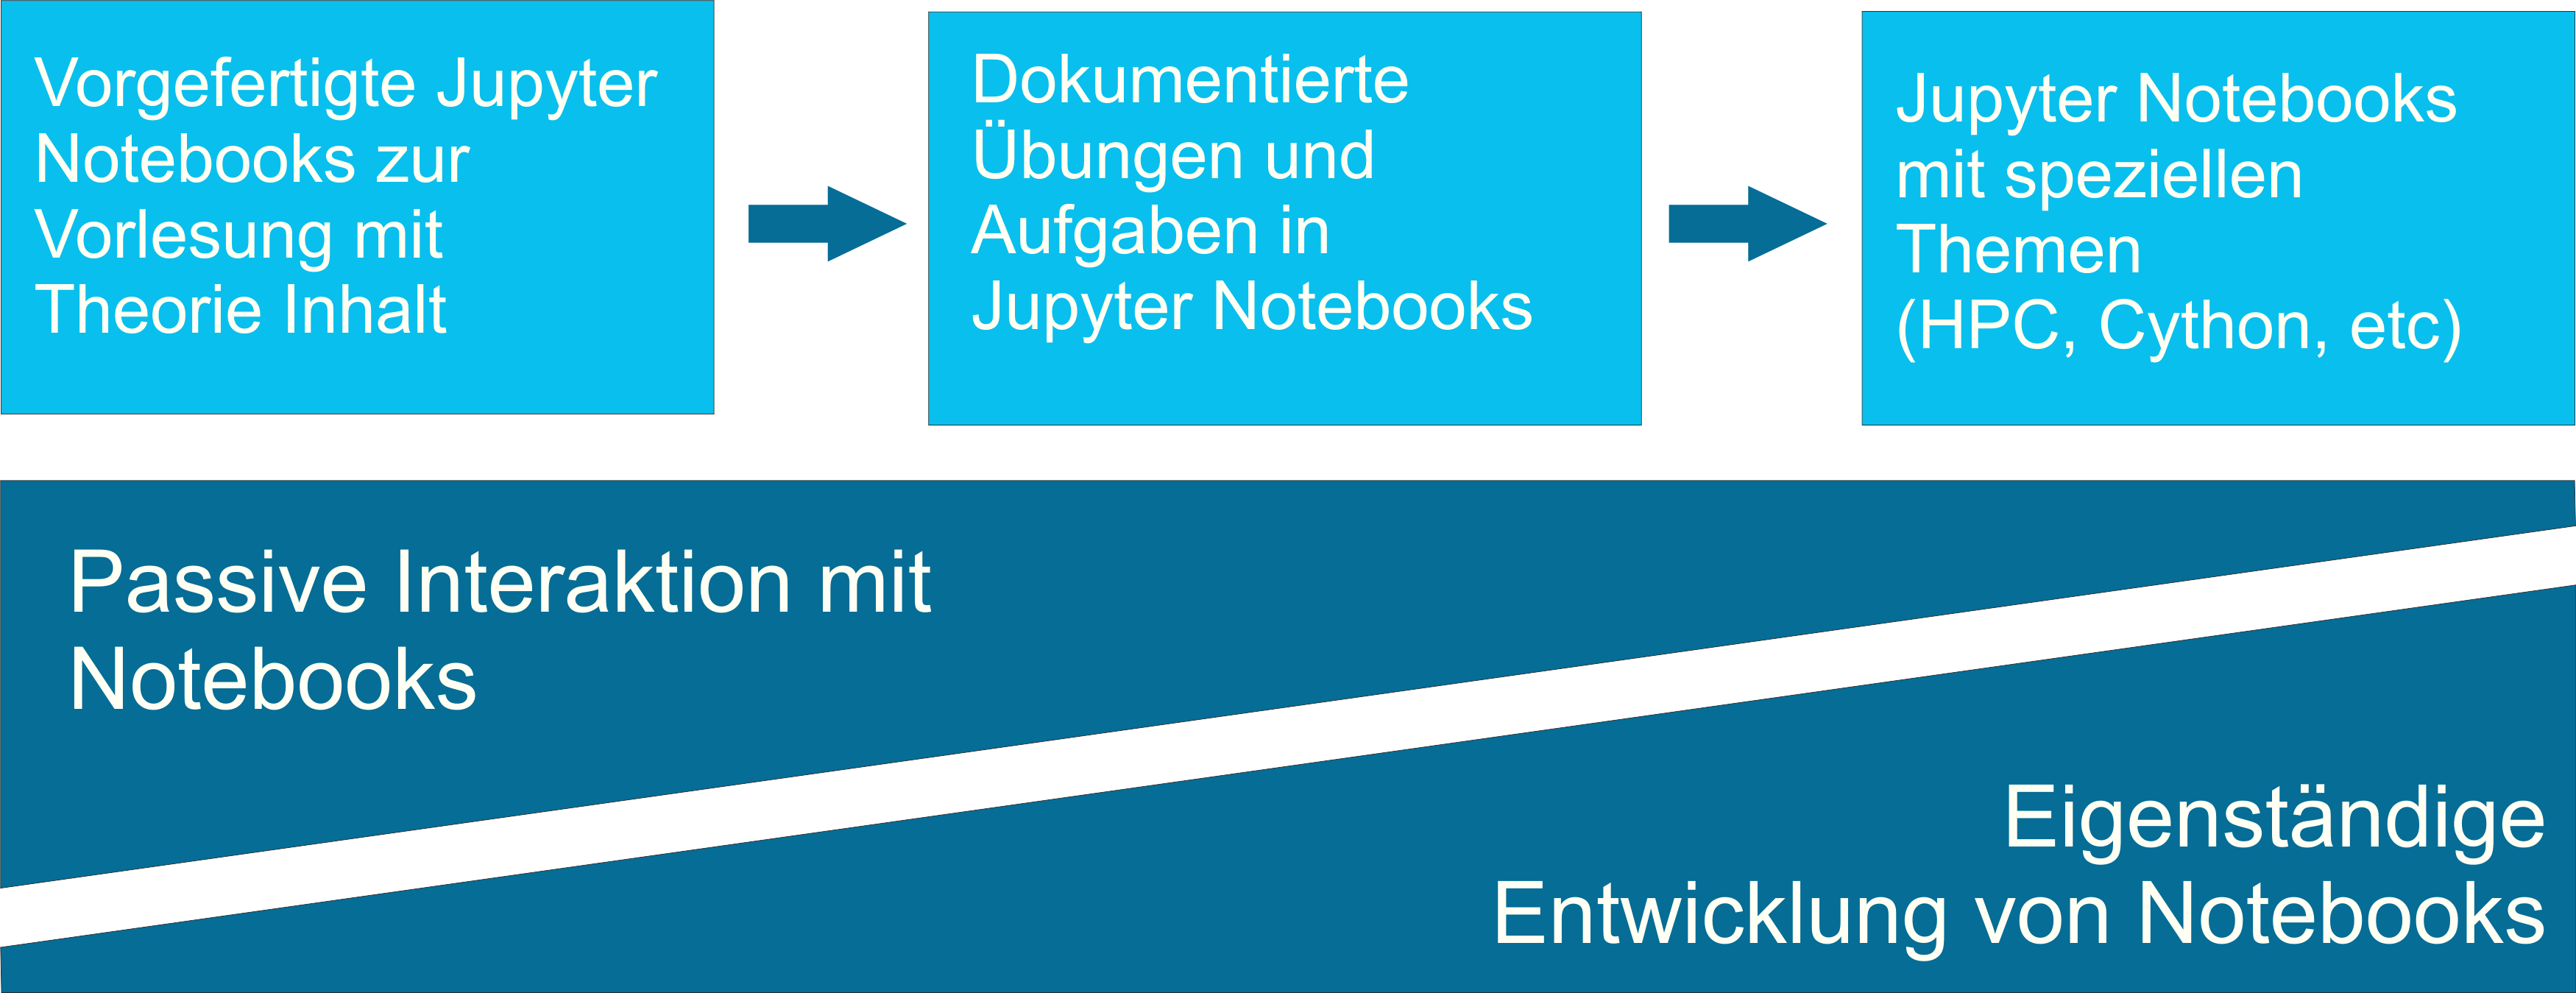 Vorgefertigte Jupyter
Notebooks zur
Vorlesung mit
Theorie Inhalt
Dokumentierte
Übungen und
Aufgaben in
Jupyter Notebooks
Jupyter Notebooks
mit speziellen
Themen
(HPC, Cython, etc)
Passive Interaktion mit
Notebooks
Eigenständige
Entwicklung von Notebooks